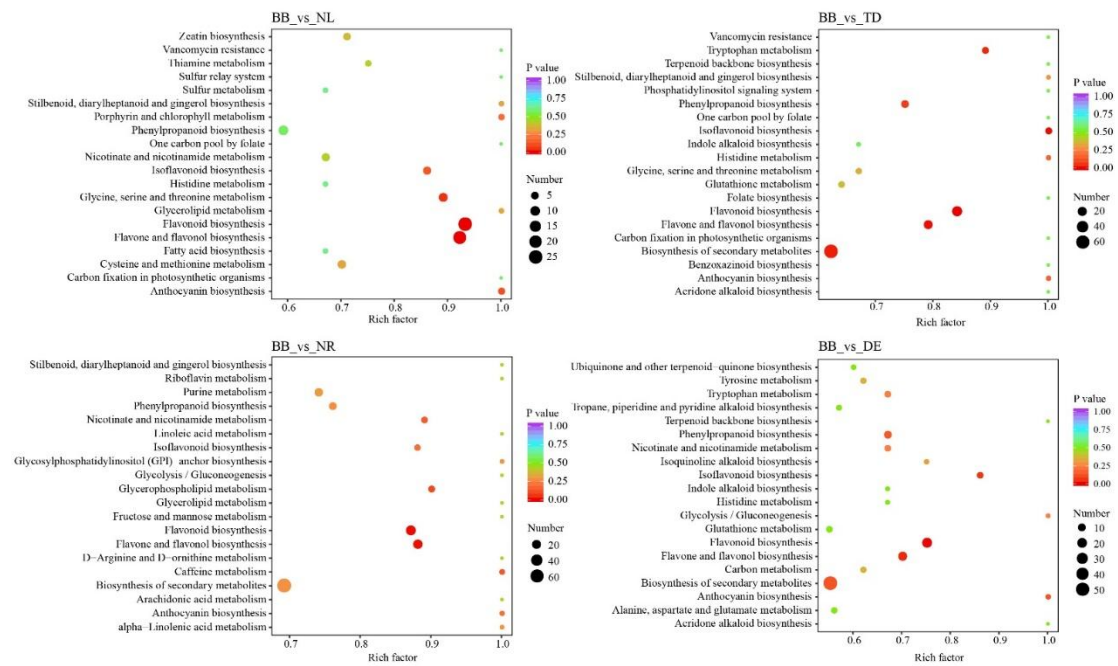 BB_vs_NL
Zeatin biosynthesis
Vancomycin resistance
Thiamine metabolism
Sulfur relay system
Sulfur metabolism
Stilbenoid, diarylheptanoid and gingerol biosynthesis
Porphyrin and chlorophyll metabolism
Phenylpropanoid biosynthesis
One carbon pool by folate
Nicotinate and nicotinamide metabolism
Isoflavonoid biosynthesis
Histidine metabolism
Glycine, serine and threonine metabolism
Glycerolipid metabolism
Flavonoid biosynthesis
Flavone and flavonol biosynthesis
Fatty acid biosynthesis
Cysteine and methionine metabolism
Carbon fixation in photosynthetic organisms
Anthocyanin biosynthesis
0.6 0.7 0.8 0.9 1.0
Rich factor
P value
1.00
0.75
0.50
0.25
0.00
Number
5
10
15
20
25
BB_vs_TD
Vancomycin resistance
Tryptophan metabolism
Terpenoid backbone biosynthesis
Stilbenoid, diarylheptanoid and gingerol biosynthesis
Phosphatidylinositol signaling system
Phenylpropanoid biosynthesis
One carbon pool by folate
Isoflavonoid biosynthesis
Indole alkaloid biosynthesis
Histidine metabolism
Glycine, serine and threonine metabolism
Glutathione metabolism
Folate biosynthesis
Flavonoid biosynthesis
Flavone and flavonol biosynthesis
Carbon fixation in photosynthetic organisms
Biosynthesis of secondary metabolites
Benzoxazinoid biosynthesis
Anthocyanin biosynthesis
Acridone alkaloid biosynthesis
0.7 0.8 0.9 1.0
Rich factor
P value
1.00
0.75
0.50
0.25
0.00
Number
20
40
60
BB_vs_NR
Stilbenoid, diarylheptanoid and gingerol biosynthesis
Riboflavin metabolism
Purine metabolism
Phenylpropanoid biosynthesis
Nicotinate and nicotinamide metabolism
Linoleic acid metabolism
Isoflavonoid biosynthesis
Glycosylphosphatidylinositol (GPI) anchor biosynthesis
Glycolysis / Gluconeogenesis
Glycerophospholipid metabolism
Glycerolipid metabolism
Fructose and mannose metabolism
Flavonoid biosynthesis
Flavone and flavonol biosynthesis
D−Arginine and D−ornithine metabolism
Caffeine metabolism
Biosynthesis of secondary metabolites
Arachidonic acid metabolism
Anthocyanin biosynthesis
alpha−Linolenic acid metabolism
0.7 0.8 0.9 1.0
Rich factor
P value
1.00
0.75
0.50
0.25
0.00
Number
20
40
60
BB_vs_DE
Ubiquinone and other terpenoid−quinone biosynthesis
Tyrosine metabolism
Tryptophan metabolism
Tropane, piperidine and pyridine alkaloid biosynthesis
Terpenoid backbone biosynthesis
Phenylpropanoid biosynthesis
Nicotinate and nicotinamide metabolism
Isoquinoline alkaloid biosynthesis
Isoflavonoid biosynthesis
Indole alkaloid biosynthesis
Histidine metabolism
Glycolysis / Gluconeogenesis
Glutathione metabolism
Flavonoid biosynthesis
Flavone and flavonol biosynthesis
Carbon metabolism
Biosynthesis of secondary metabolites
Anthocyanin biosynthesis
Alanine, aspartate and glutamate metabolism
Acridone alkaloid biosynthesis
0.6 0.7 0.8 0.9 1.0
Rich factor
P value
1.00
0.75
0.50
0.25
0.00
Number
10
20
30
40
50